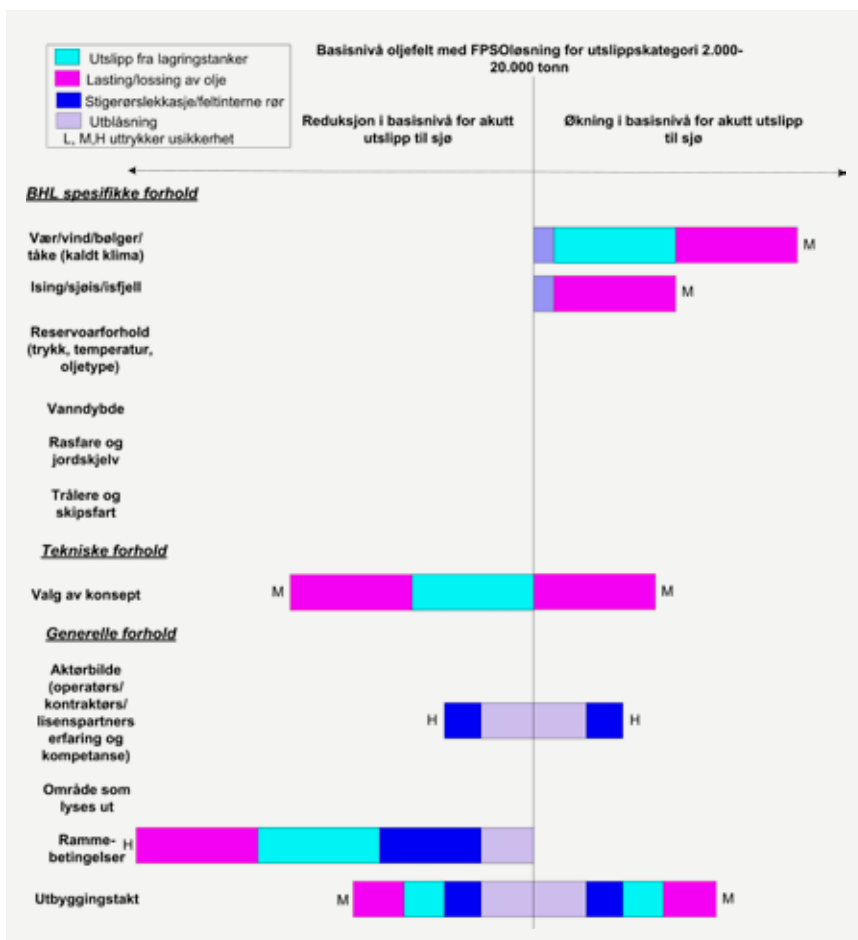 Utslipp fra lagringstanker
Lasting/lossing av olje
Stigerørslekkasje/feltinterne rør
Utblåsning
L, M,H uttrykker usikkerhet
Basisnivå oljefelt med FPSOløsning for utslippskategori 2.000-
20.000 tonn
Reduksjon i basisnivå for akutt
utslipp til sjø
Økning i basisnivå for akutt utslipp
til sjø
BHL spesifikke forhold
Vær/vind/bølger/
tåke (kaldt klima)
M
Ising/sjøis/isfjell
M
Reservoarforhold
(trykk, temperatur,
oljetype)
Vanndybde
Rasfare og
jordskjelv
Trålere og
skipsfart
Tekniske forhold
Valg av konsept
M
M
Generelle forhold
Aktørbilde
(operatørs/
kontraktørs/
lisenspartners
erfaring og
kompetanse)
H
H
Område som
lyses ut
Ramme-
betingelser
H
Utbyggingstakt
M
M